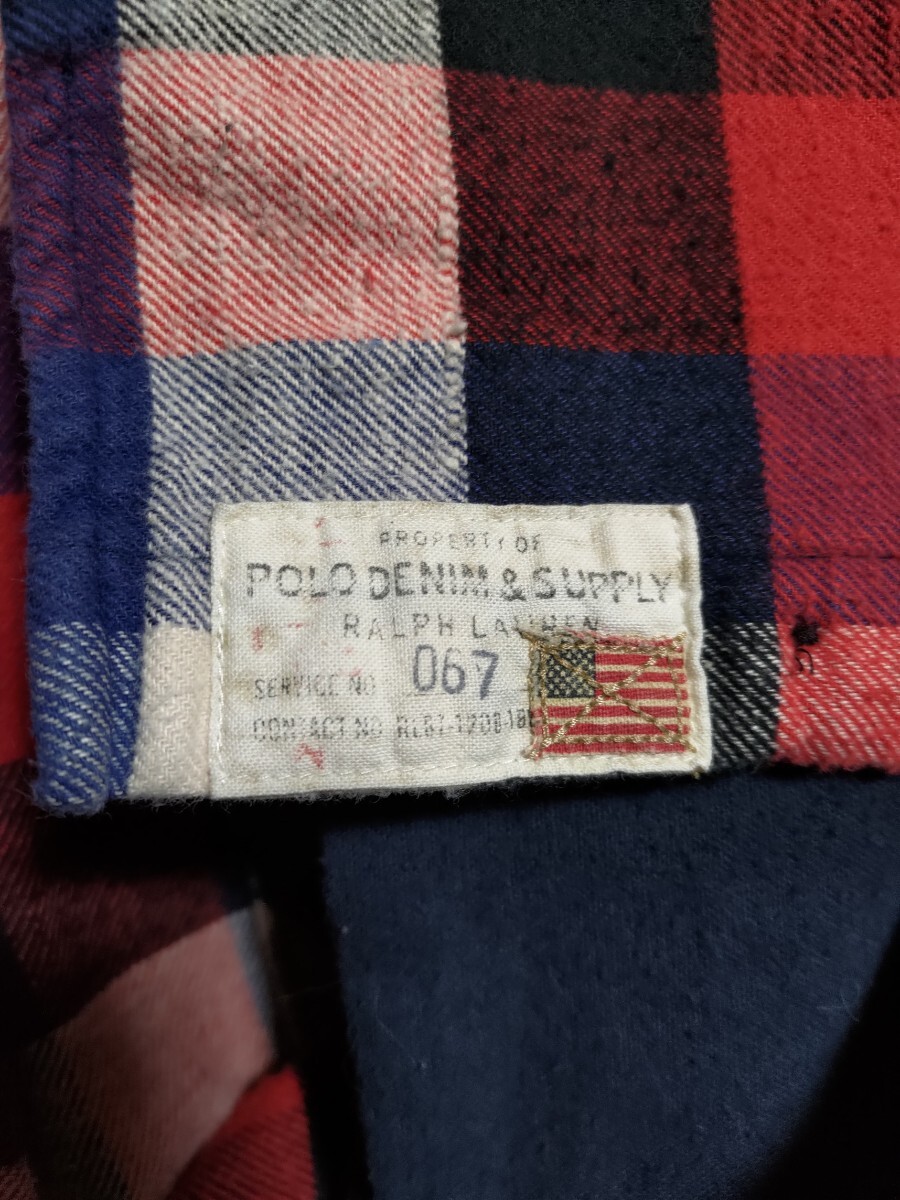 PROPERTY OF
POLO DENIM & SUPPLY
RALPH LAUREN
SERVICE NO 067
CONTACT NO